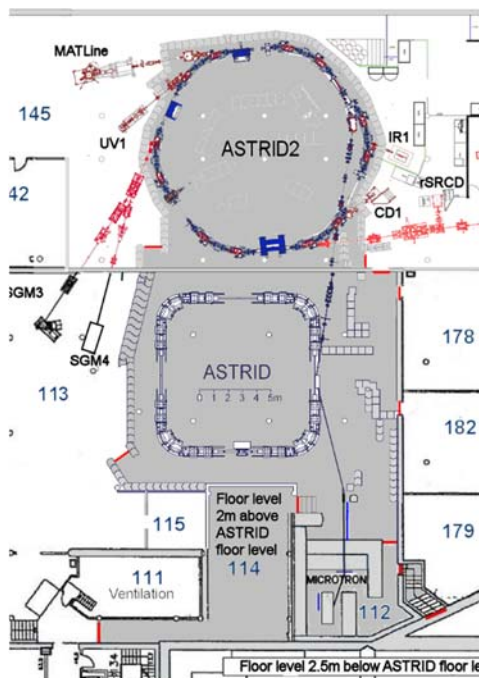 MATLine
145
UV1
ASTRID2
IR1
rSRCD
42
CD1
SGM3
SGM4
113
ASTRID
0 1 2 3 4 5m
178
182
Floor level
2m above
ASTRID
floor level
115
179
111
Ventilation
114
MICROTRON
112
34
Floor level 2.5m below ASTRID floor le